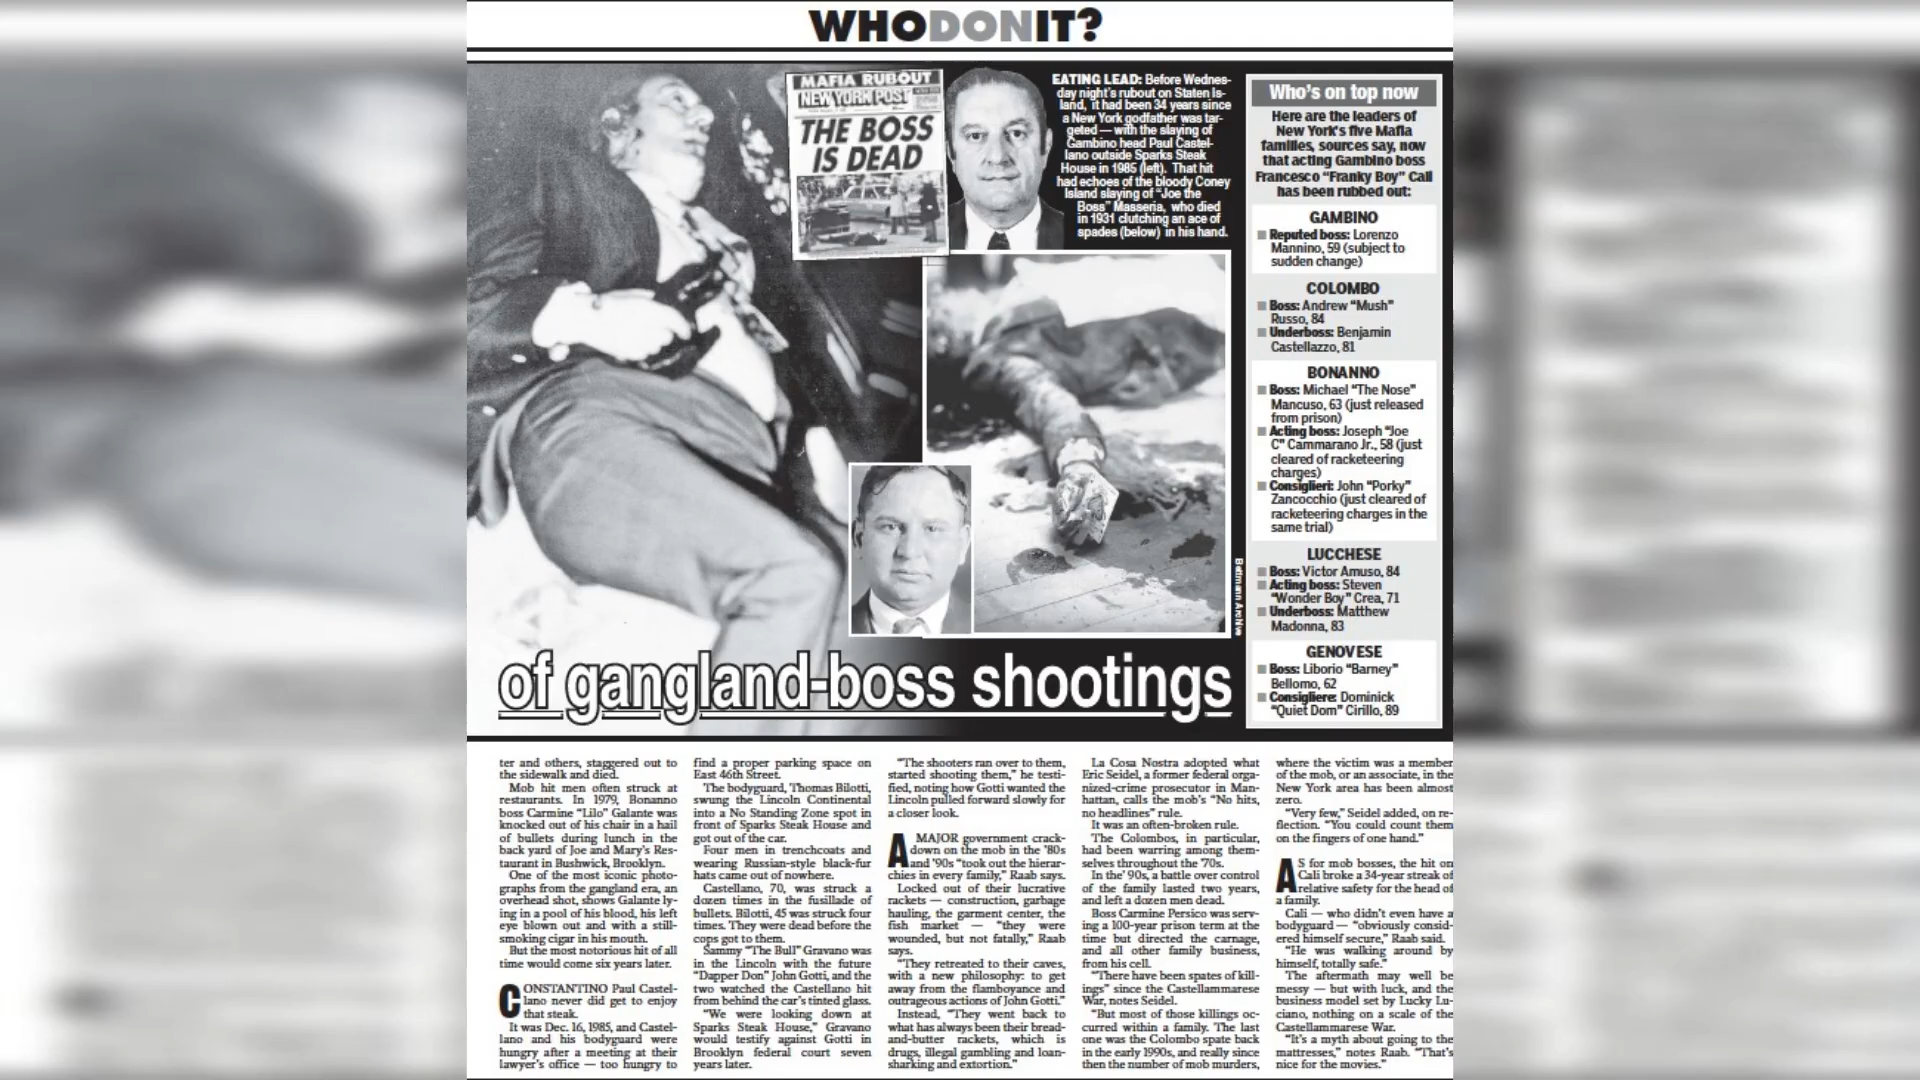 WHODONIT?
MAFIA RUBOUT
NEW YORK POST
THE BOSS
IS DEAD
EATING LEAD: Before Wednes-
day night's rubout on Staten Is-
land, it had been 34 years since
a New York godfather was tar-
geted — with the slaying of
Gambino head Paul Castel-
lano outside Sparks Steak
House in 1985 (left). That hit
had echoes of the bloody Coney
Island slaying of "Joe the
Boss" Masseria, who died
in 1931 clutching an ace of
spades (below) in his hand.
Bettmann Archive
of gangland-boss shootings
Who's on top now
Here are the leaders of
New York's five Mafia
families, sources say, now
that acting Gambino boss
Francesco "Franky Boy" Cali
has been rubbed out:
GAMBINO
Reputed boss: Lorenzo
Mannino, 59 (subject to
sudden change)
COLOMBO
Boss: Andrew "Mush"
Russo, 84
Underboss: Benjamin
Castellazzo, 81
BONANNO
Boss: Michael "The Nose"
Mancuso, 63 (just released
from prison)
Acting boss: Joseph "Joe
C" Cammarano Jr., 58 (just
cleared of racketeering
charges)
Consiglieri: John "Porky"
Zancocchio (just cleared of
racketeering charges in the
same trial)
LUCCHESE
Boss: Victor Amuso, 84
Acting boss: Steven
"Wonder Boy" Crea, 71
Underboss: Matthew
Madonna, 83
GENOVESE
Boss: Liborio "Barney"
Bellomo, 62
Consigliere: Dominick
"Quiet Dom" Cirillo, 89
ter and others, staggered out to
the sidewalk and died.
Mob hit men often struck at
restaurants. In 1979, Bonanno
boss Carmine "Lilo" Galante was
knocked out of his chair in a hail
of bullets during lunch in the
back yard of Joe and Mary's Res-
taurant in Bushwick, Brooklyn.
One of the most iconic photo-
graphs from the gangland era, an
overhead shot, shows Galante ly-
ing in a pool of his blood, his left
eye blown out and with a still-
smoking cigar in his mouth.
But the most notorious hit of all
time would come six years later.
CONSTANTINO Paul Castel-
lano never did get to enjoy
that steak.
It was Dec. 16, 1985, and Castel-
lano and his bodyguard were
hungry after a meeting at their
lawyer's office — too hungry to
find a proper parking space on
East 46th Street.
The bodyguard, Thomas Bilotti,
swung the Lincoln Continental
into a No Standing Zone spot in
front of Sparks Steak House and
got out of the car.
Four men in trenchcoats and
wearing Russian-style black-fur
hats came out of nowhere.
Castellano, 70, was struck a
dozen times in the fusillade of
bullets. Bilotti, 45 was struck four
times. They were dead before the
cops got to them.
Sammy "The Bull" Gravano was
in the Lincoln with the future
"Dapper Don" John Gotti, and the
two watched the Castellano hit
from behind the car's tinted glass.
"We were looking down at
Sparks Steak House," Gravano
would testify against Gotti in
Brooklyn federal court seven
years later.
"The shooters ran over to them,
started shooting them," he testi-
fied, noting how Gotti wanted the
Lincoln pulled forward slowly for
a closer look.
A MAJOR government crack-
down on the mob in the '80s
and '90s "took out the hierar-
chies in every family," Raab says.
Locked out of their lucrative
rackets — construction, garbage
hauling, the garment center, the
fish market — "they were
wounded, but not fatally," Raab
says.
"They retreated to their caves,
with a new philosophy: to get
away from the flamboyance and
outrageous actions of John Gotti."
Instead, "They went back to
what has always been their bread-
and-butter rackets, which is
drugs, illegal gambling and loan-
sharking and extortion."
La Cosa Nostra adopted what
Eric Seidel, a former federal orga-
nized-crime prosecutor in Man-
hattan, calls the mob's "No hits,
no headlines" rule.
It was an often-broken rule.
The Colombos, in particular,
had been warring among them-
selves throughout the '70s.
In the' 90s, a battle over control
of the family lasted two years,
and left a dozen men dead.
Boss Carmine Persico was serv-
ing a 100-year prison term at the
time but directed the carnage,
and all other family business,
from his cell.
"There have been spates of kill-
ings" since the Castellammarese
War, notes Seidel.
"But most of those killings oc-
curred within a family. The last
one was the Colombo spate back
in the early 1990s, and really since
then the number of mob murders,
where the victim was a member
of the mob, or an associate, in the
New York area has been almost
zero.
"Very few," Seidel added, on re-
flection. "You could count them
on the fingers of one hand."
AS for mob bosses, the hit on
Cali broke a 34-year streak of
relative safety for the head of
a family.
Cali — who didn't even have a
bodyguard — "obviously consid-
ered himself secure," Raab said.
"He was walking around by
himself, totally safe."
The aftermath may well be
messy — but with luck, and the
business model set by Lucky Lu-
ciano, nothing on a scale of the
Castellammarese War.
"It's a myth about going to the
mattresses," notes Raab. "That's
nice for the movies."